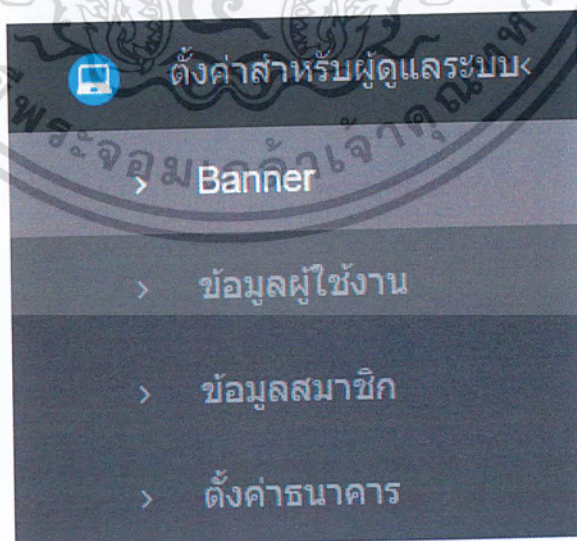 ตั้งค่าสำหรับผู้ดูแลระบบ<
> Banner
> ข้อมูลผู้ใช้งาน
> ข้อมูลสมาชิก
> ตั้งค่าธนาคาร